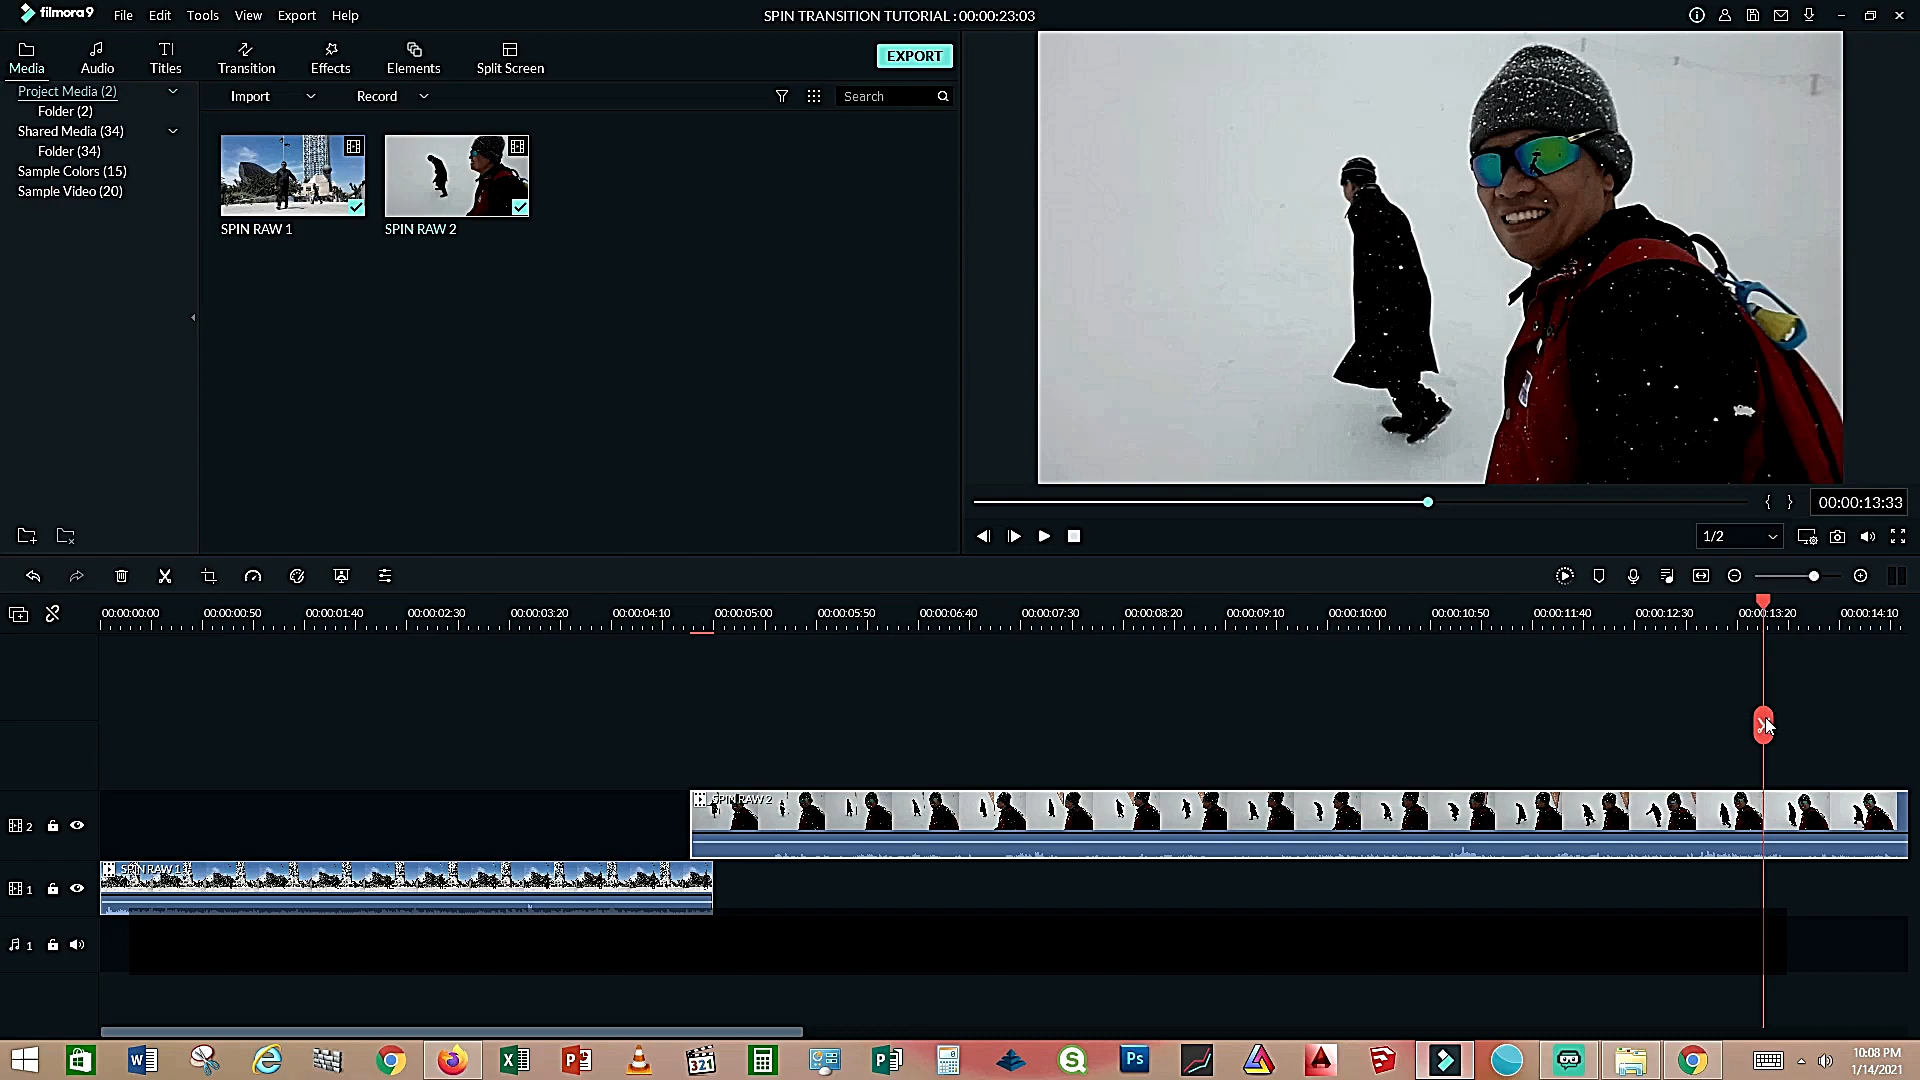 filmora9 File Edit Tools View Export Help SPIN TRANSITION TUTORIAL : 00:00:23:03
Media Audio Titles Transition Effects Elements Split Screen EXPORT
Project Media (2)
Folder (2)
Shared Media (34)
Folder (34)
Sample Colors (15)
Sample Video (20)
Import Record Search
SPIN RAW 1 SPIN RAW 2
{ } 00:00:13:33
1/2
00:00:00:00 00:00:00:50 00:00:01:40 00:00:02:30 00:00:03:20 00:00:04:10 00:00:05:00 00:00:05:50 00:00:06:40 00:00:07:30 00:00:08:20 00:00:09:10 00:00:10:00 00:00:10:50 00:00:11:40 00:00:12:30 00:00:13:20 00:00:14:10
2 SPIN RAW 2
1 SPIN RAW 1
1
W X P 321 P S Ps A
10:08 PM
1/14/2021